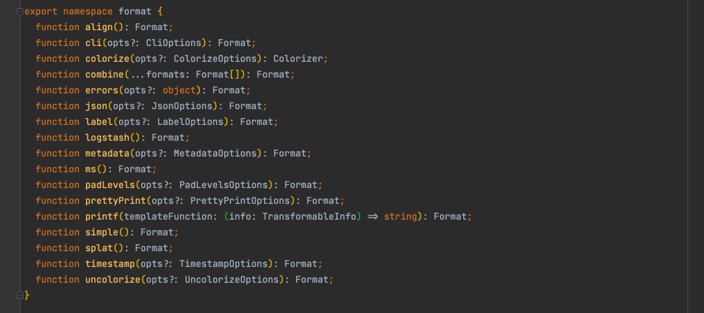 export namespace format {
  function align(): Format;
  function cli(opts?: CliOptions): Format;
  function colorize(opts?: ColorizeOptions): Colorizer;
  function combine(...formats: Format[]): Format;
  function errors(opts?: object): Format;
  function json(opts?: JsonOptions): Format;
  function label(opts?: LabelOptions): Format;
  function logstash(): Format;
  function metadata(opts?: MetadataOptions): Format;
  function ms(): Format;
  function padLevels(opts?: PadLevelsOptions): Format;
  function prettyPrint(opts?: PrettyPrintOptions): Format;
  function printf(templateFunction: (info: TransformableInfo) => string): Format;
  function simple(): Format;
  function splat(): Format;
  function timestamp(opts?: TimestampOptions): Format;
  function uncolorize(opts?: UncolorizeOptions): Format;
}